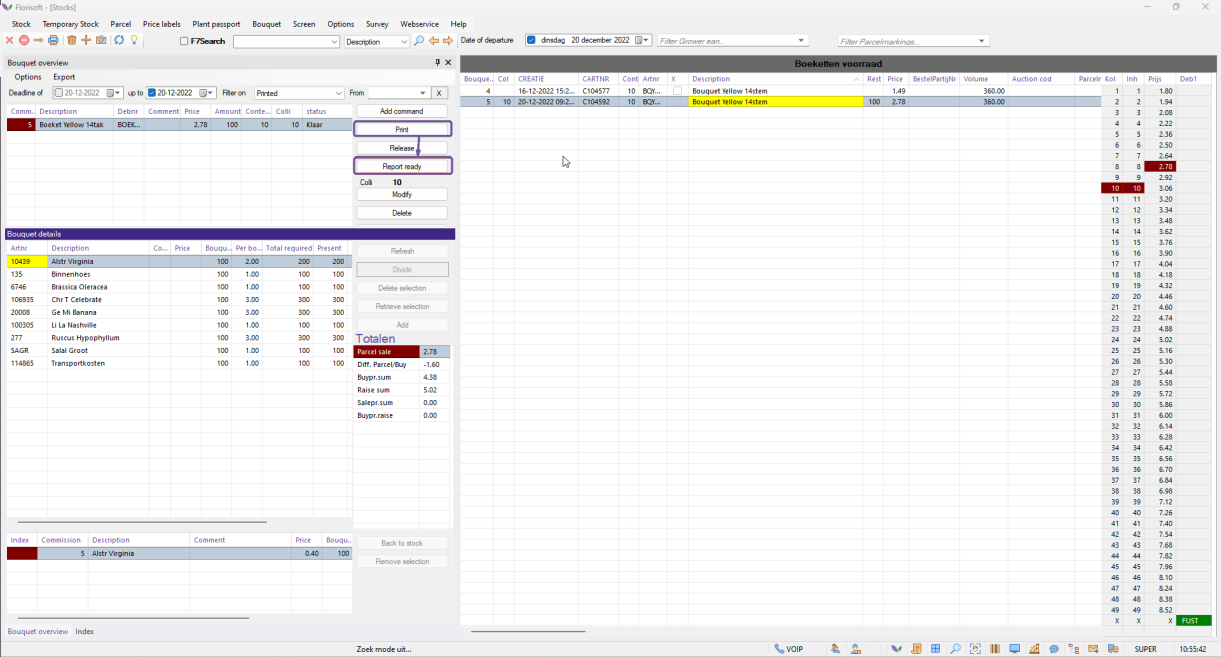 Florisoft - [Stocks]
Stock Temporary Stock Parcel Price labels Plant passport Bouquet Screen Options Survey Webservice Help
F7Search Description Date of departure dinsdag 20 december 2022 Filter Grower ean... Filter Parcelmarkings...
Bouquet overview
Options Export
Deadline of 20-12-2022 up to 20-12-2022 Filter on Printed From X
Comm.. Description Debnr Comment Price Amount Conte... Colli status
5 Boeket Yellow 14tak BOEK... 2.78 100 10 10 Klaar
Add command
Print
Release
Report ready
Colli 10
Modify
Delete
Bouquet details
Artnr Description Co... Price Bouqu... Per bo... Total required Present
10439 Alstr Virginia 100 2.00 200 200
135 Binnenhoes 100 1.00 100 100
6746 Brassica Oleracea 100 1.00 100 100
106935 Chr T Celebrate 100 3.00 300 300
20008 Ge Mi Banana 100 3.00 300 300
100305 Li La Nashville 100 1.00 100 100
277 Ruscus Hypophyllum 100 3.00 300 300
SAGR Salal Groot 100 1.00 100 100
114865 Transportkosten 100 1.00 100 100
Refresh
Divide
Delete selection
Retrieve selection
Add
Totalen
Parcel sale 2.78
Diff. Parcel/Buy -1.60
Buypr.sum 4.38
Raise sum 5.02
Salepr.sum 0.00
Buypr.raise 0.00
Index Commission Description Comment Price Bouqu..
5 Alstr Virginia 0.40 100
Back to stock
Remove selection
Bouquet overview Index
Boeketten voorraad
Bouque.. Col CREATIE CARTNR Cont Artnr X Description Rest Price BestelPartijNr Volume Auction cod Parcelr
4 16-12-2022 15:2... C104577 10 BQY... Bouquet Yellow 14stem 1.49 360.00
5 10 20-12-2022 09:2... C104592 10 BQY... Bouquet Yellow 14stem 100 2.78 360.00
Kol Inh Prijs Deb1
1 1 1.80
2 2 1.94
3 3 2.08
4 4 2.22
5 5 2.36
6 6 2.50
7 7 2.64
8 8 2.78
9 9 2.92
10 10 3.06
11 11 3.20
12 12 3.34
13 13 3.48
14 14 3.62
15 15 3.76
16 16 3.90
17 17 4.04
18 18 4.18
19 19 4.32
20 20 4.46
21 21 4.60
22 22 4.74
23 23 4.88
24 24 5.02
25 25 5.16
26 26 5.30
27 27 5.44
28 28 5.58
29 29 5.72
30 30 5.86
31 31 6.00
32 32 6.14
33 33 6.28
34 34 6.42
35 35 6.56
36 36 6.70
37 37 6.84
38 38 6.98
39 39 7.12
40 40 7.26
41 41 7.40
42 42 7.54
43 43 7.68
44 44 7.82
45 45 7.96
46 46 8.10
47 47 8.24
48 48 8.38
49 49 8.52
X X X FUST
Zoek mode uit... VOIP SUPER 10:55:42